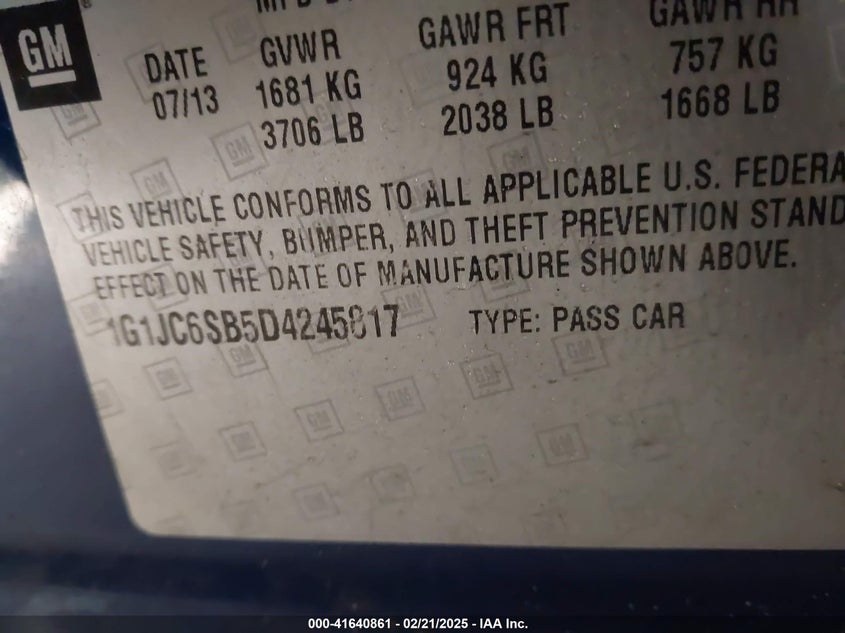 GM
®
DATE GVWR GAWR FRT GAWR RR
07/13 1681 KG 924 KG 757 KG
3706 LB 2038 LB 1668 LB
THIS VEHICLE CONFORMS TO ALL APPLICABLE U.S. FEDERA
VEHICLE SAFETY, BUMPER, AND THEFT PREVENTION STAND
EFFECT ON THE DATE OF MANUFACTURE SHOWN ABOVE.
1G1JC6SB5D4245817 TYPE: PASS CAR
000-41640861 - 02/21/2025 - IAA Inc.